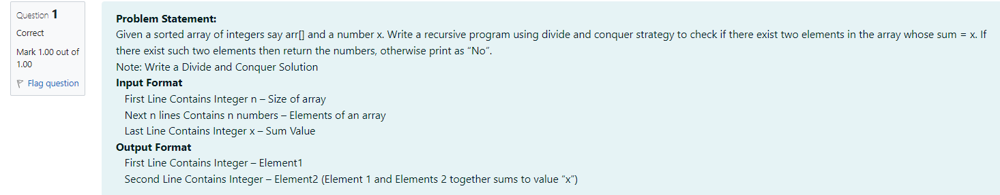 Question 1
Correct
Mark 1.00 out of
1.00
Flag question
Problem Statement:
Given a sorted array of integers say arr[] and a number x. Write a recursive program using divide and conquer strategy to check if there exist two elements in the array whose sum = x. If
there exist such two elements then return the numbers, otherwise print as “No”.
Note: Write a Divide and Conquer Solution
Input Format
First Line Contains Integer n – Size of array
Next n lines Contains n numbers – Elements of an array
Last Line Contains Integer x – Sum Value
Output Format
First Line Contains Integer – Element1
Second Line Contains Integer – Element2 (Element 1 and Elements 2 together sums to value “x”)